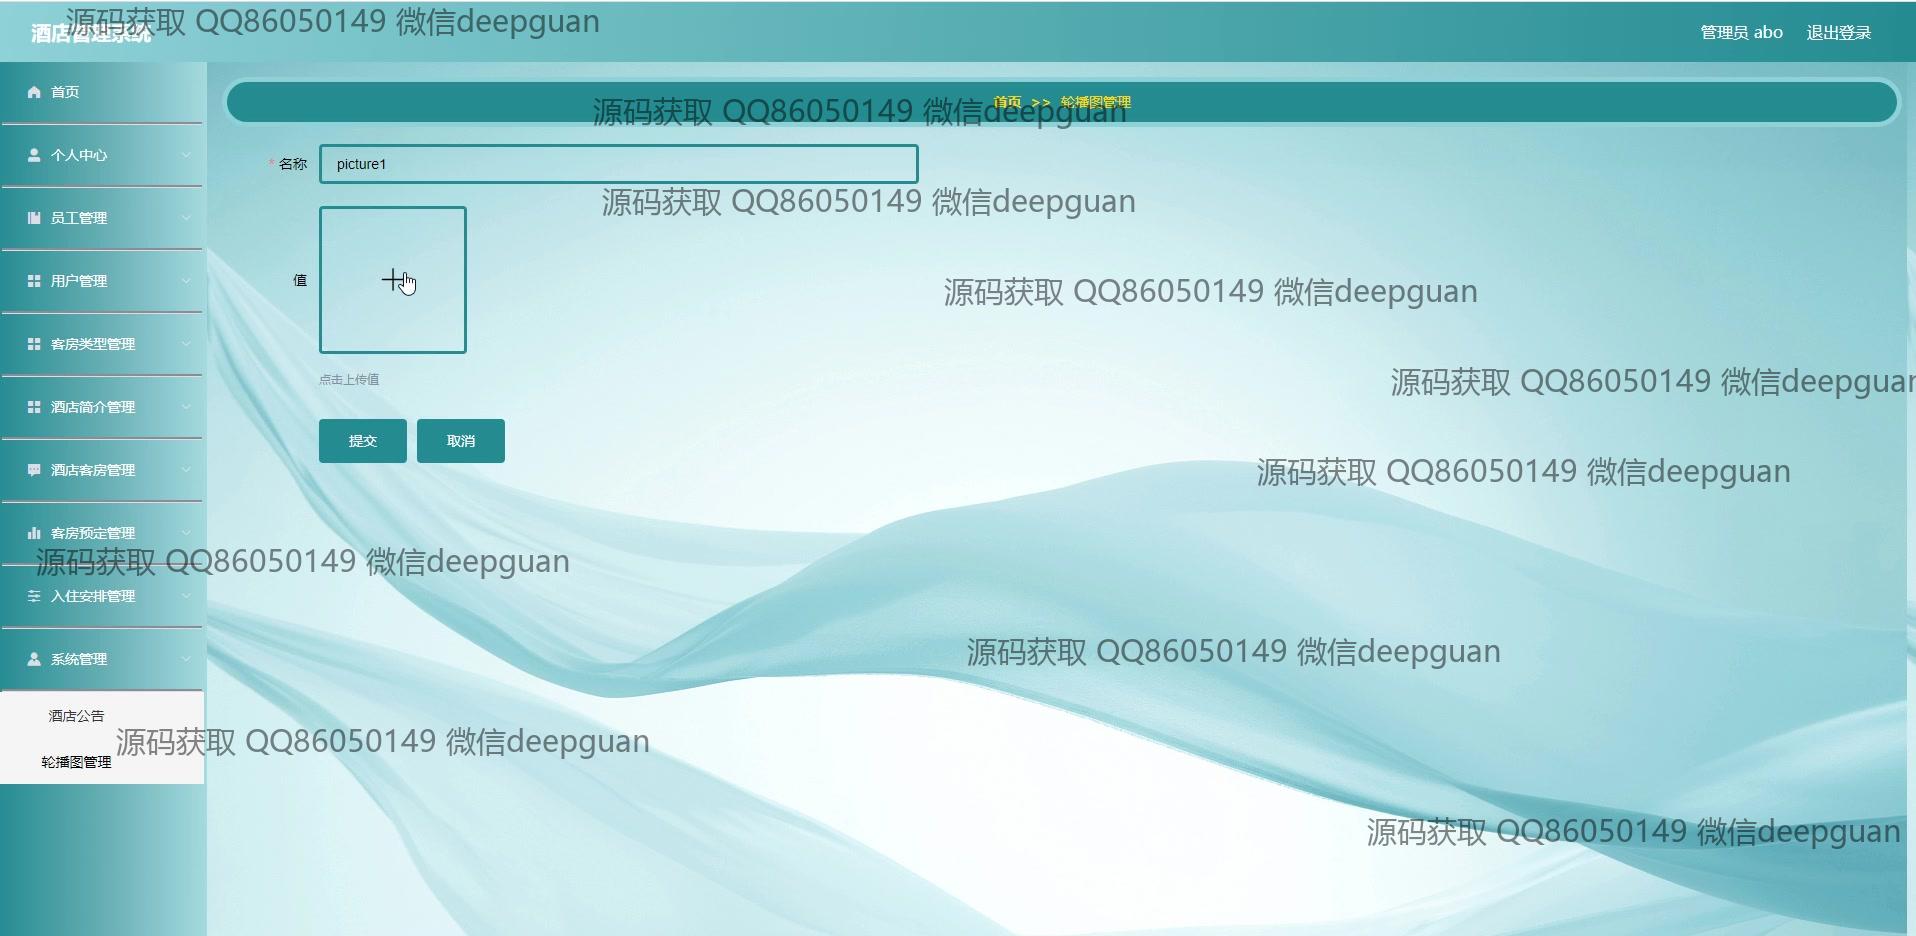 酒店管理系统
源码获取 QQ86050149 微信deepguan
管理员 abo 退出登录
首页
首页 >> 轮播图管理
源码获取 QQ86050149 微信deepguan
个人中心
* 名称 picture1
源码获取 QQ86050149 微信deepguan
员工管理
用户管理
值
源码获取 QQ86050149 微信deepguan
客房类型管理
点击上传值
源码获取 QQ86050149 微信deepguan
酒店简介管理
提交 取消
酒店客房管理
源码获取 QQ86050149 微信deepguan
客房预定管理
源码获取 QQ86050149 微信deepguan
入住安排管理
系统管理
源码获取 QQ86050149 微信deepguan
酒店公告
源码获取 QQ86050149 微信deepguan
轮播图管理
源码获取 QQ86050149 微信deepguan